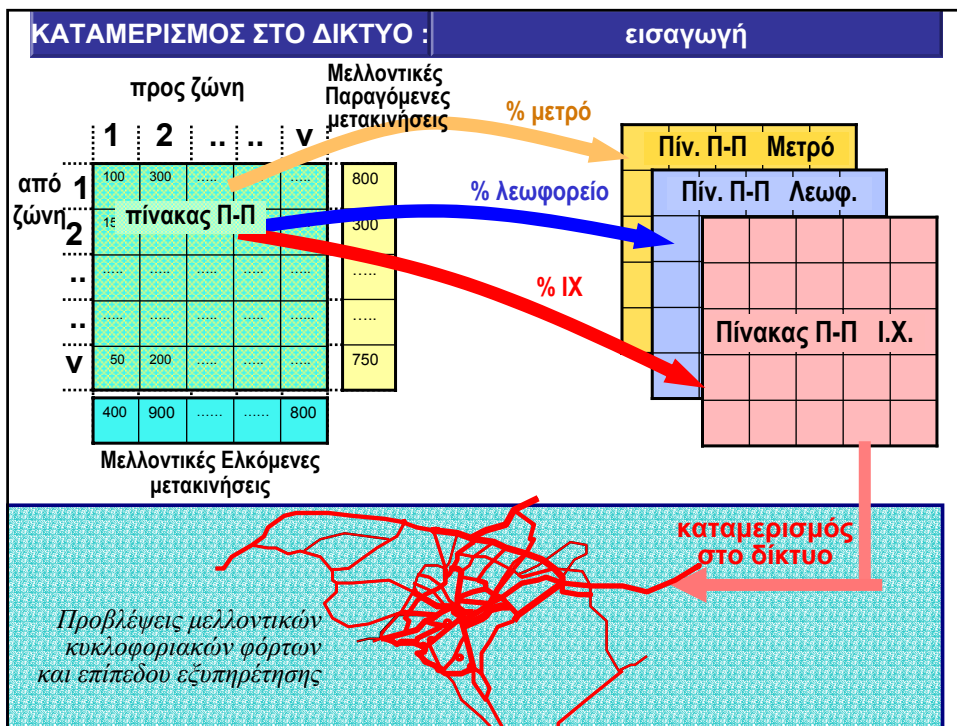 ΚΑΤΑΜΕΡΙΣΜΟΣ ΣΤΟ ΔΙΚΤΥΟ : εισαγωγή
προς ζώνη
Μελλοντικές
Παραγόμενες
μετακινήσεις
1 2 .. .. ν
από
ζώνη
1 100 300 ..... ..... 800
πίνακας Π-Π
2 300
.. ..... ..... ..... ..... ..... .....
.. ..... ..... ..... ..... ..... .....
ν 50 200 ..... ..... ..... 750
400 900 ...... ...... 800
Μελλοντικές Ελκόμενες
μετακινήσεις
% μετρό
% λεωφορείο
% ΙΧ
Πίν. Π-Π Μετρό
Πίν. Π-Π Λεωφ.
Πίνακας Π-Π Ι.Χ.
καταμερισμός
στο δίκτυο
Προβλέψεις μελλοντικών
κυκλοφοριακών φόρτων
και επίπεδου εξυπηρέτησης